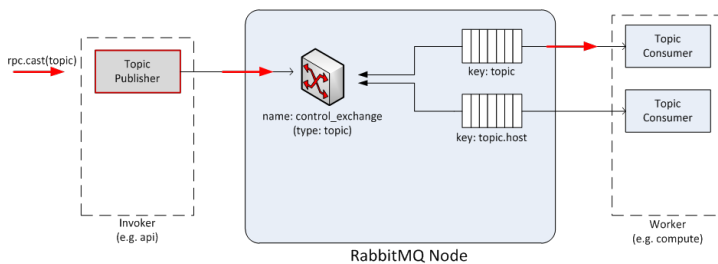 rpc.cast(topic)
Topic
Publisher
Invoker
(e.g. api)
name: control_exchange
(type: topic)
key: topic
key: topic.host
RabbitMQ Node
Topic
Consumer
Topic
Consumer
Worker
(e.g. compute)